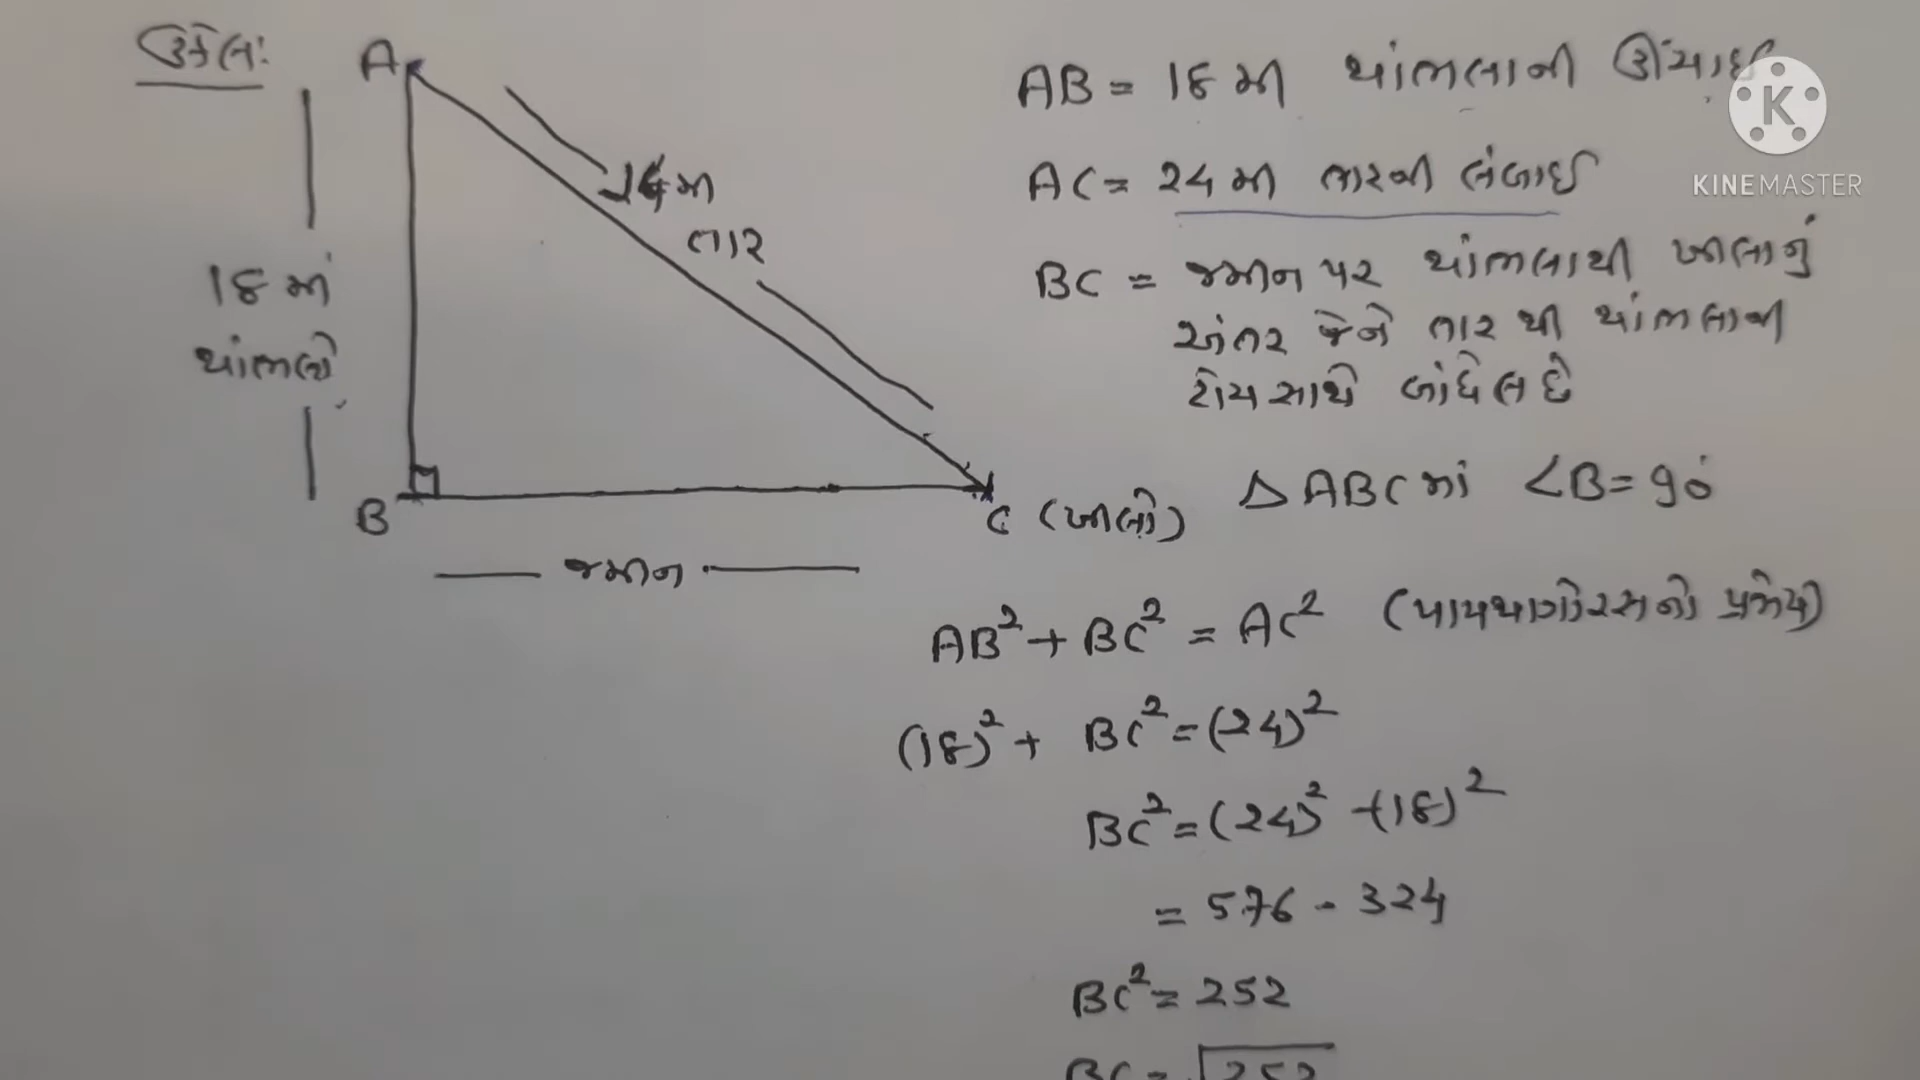 ઉકેલ:
A
18 મી
થાંભલો
24 મી
તાર
B
C (ખીલો)
જમીન
AB = 18 મી થાંભલાની ઊંચાઈ
AC = 24 મી તારની લંબાઈ
BC = જમીન પર થાંભલાથી ખીલાનું
અંતર જેને તાર થી થાંભલાની
ટોચ સાથે બાંધેલ છે
Δ ABC માં ∠B = 90°
AB² + BC² = AC² (પાયથાગોરસનો પ્રમેય)
(18)² + BC² = (24)²
BC² = (24)² - (18)²
= 576 - 324
BC² = 252
BC = √252
K
KINEMASTER